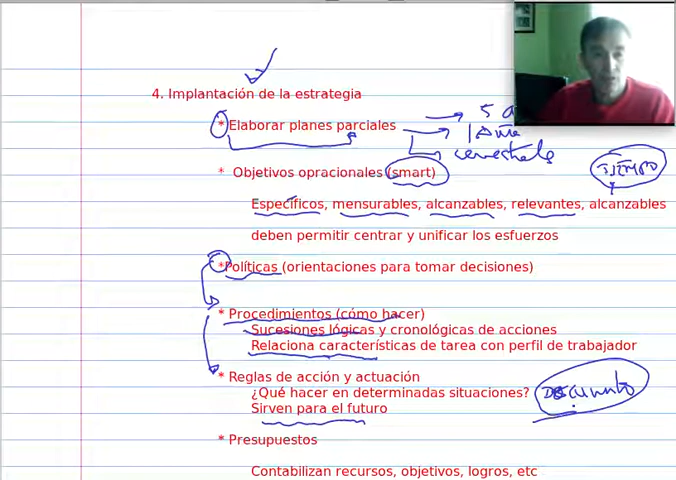 4. Implantación de la estrategia
* Elaborar planes parciales
5 a
1 Año
semestrales
* Objetivos opracionales (smart)
TIEMPO
Específicos, mensurables, alcanzables, relevantes, alcanzables
deben permitir centrar y unificar los esfuerzos
*Políticas (orientaciones para tomar decisiones)
* Procedimientos (cómo hacer)
Sucesiones lógicas y cronológicas de acciones
Relaciona características de tarea con perfil de trabajador
* Reglas de acción y actuación
¿Qué hacer en determinadas situaciones?
Sirven para el futuro
* Presupuestos
Contabilizan recursos, objetivos, logros, etc